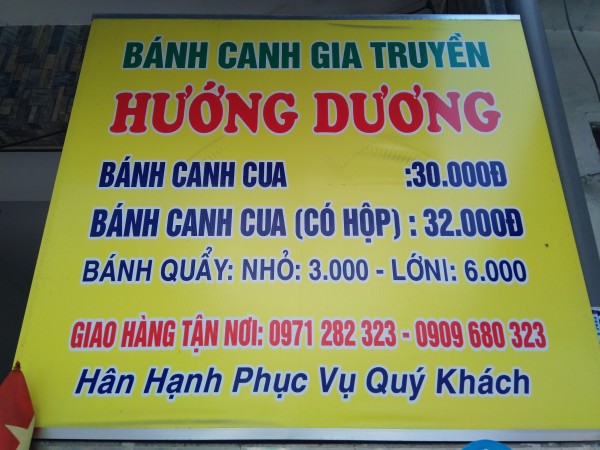 BÁNH CANH GIA TRUYỀN
HƯỚNG DƯƠNG
BÁNH CANH CUA :30.000Đ
BÁNH CANH CUA (CÓ HỘP) : 32.000Đ
BÁNH QUẨY: NHỎ: 3.000 - LỚNI: 6.000
GIAO HÀNG TẬN NƠI: 0971 282 323 - 0909 680 323
Hân Hạnh Phục Vụ Quý Khách